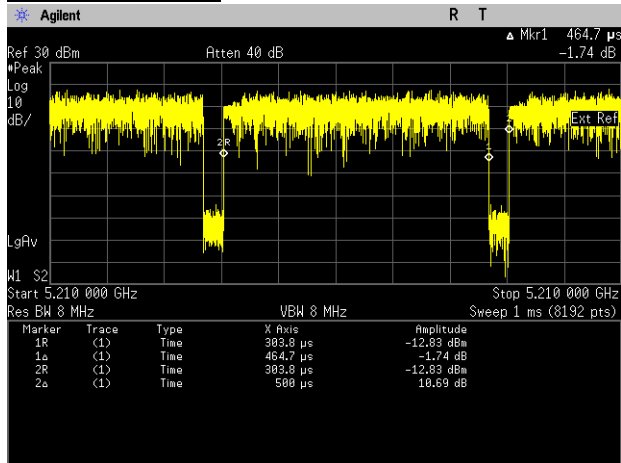 Agilent R T
Δ Mkr1 464.7 µs
Ref 30 dBm Atten 40 dB -1.74 dB
#Peak
Log
10
dB/
Ext Ref
2R
LgAv
W1 S2
Start 5.210 000 GHz Stop 5.210 000 GHz
Res BW 8 MHz VBW 8 MHz Sweep 1 ms (8192 pts)
Marker Trace Type X Axis Amplitude
1R (1) Time 303.8 µs -12.83 dBm
1Δ (1) Time 464.7 µs -1.74 dB
2R (1) Time 303.8 µs -12.83 dBm
2Δ (1) Time 500 µs 10.69 dB